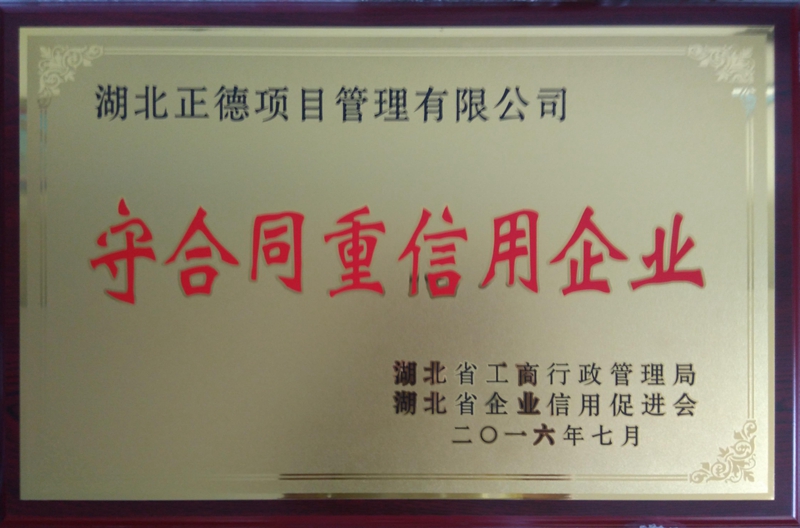 湖北正德项目管理有限公司
守合同重信用企业
湖北省工商行政管理局
湖北省企业信用促进会
二〇一六年七月